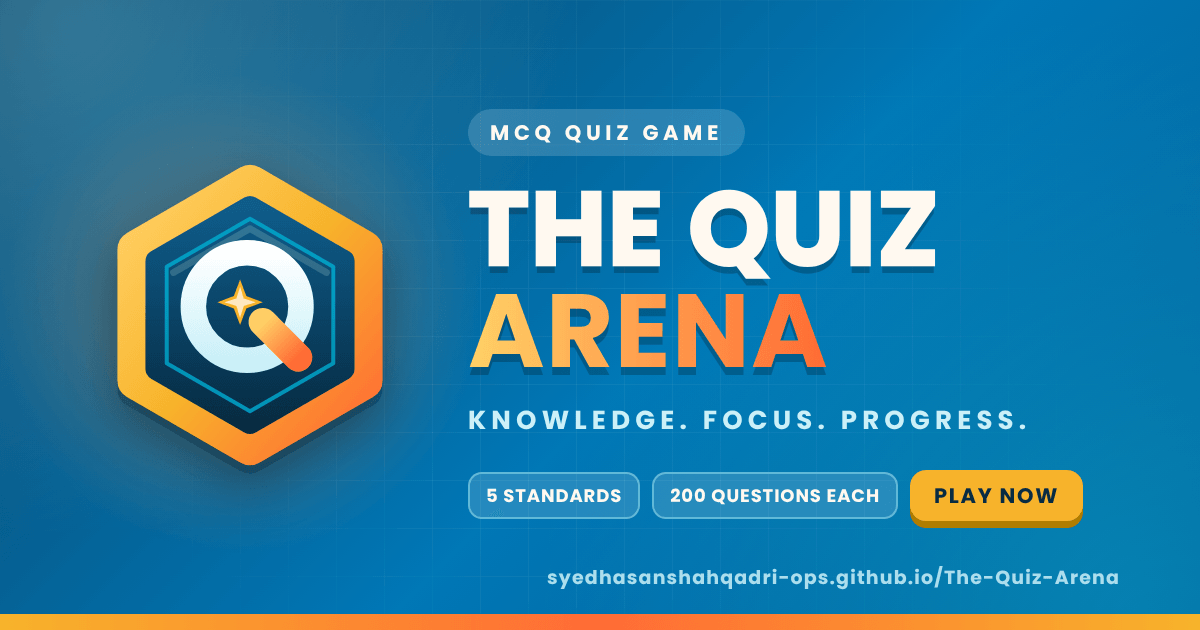 MCQ QUIZ GAME
THE QUIZ
ARENA
KNOWLEDGE. FOCUS. PROGRESS.
5 STANDARDS
200 QUESTIONS EACH
PLAY NOW
syedhasanshahqadri-ops.github.io/The-Quiz-Arena